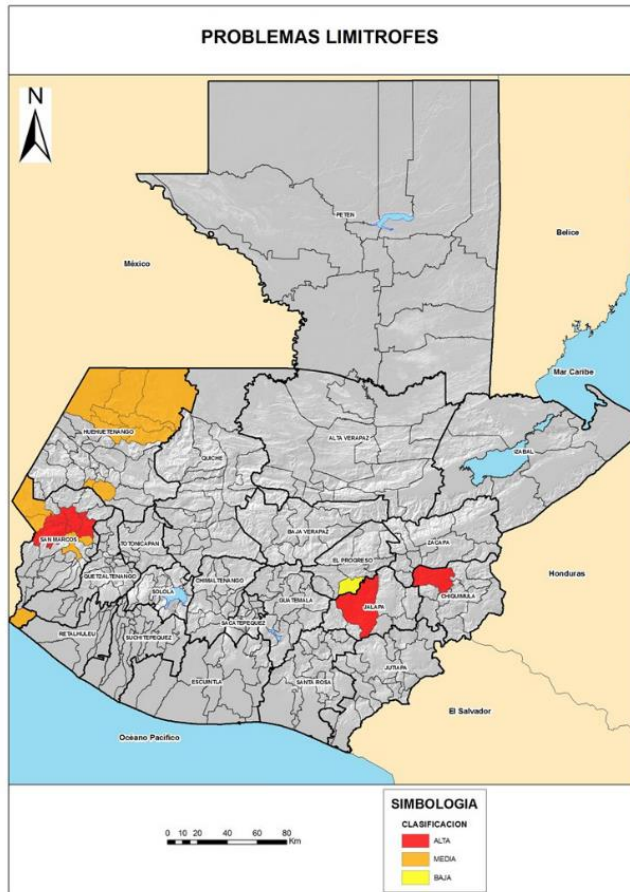 PROBLEMAS LIMITROFES
N
PETEN
Belice
México
Mar Caribe
HUEHUETENANGO
QUICHE
ALTA VERAPAZ
IZABAL
BAJA VERAPAZ
ZACAPA
SAN MARCOS
TOTONICAPAN
EL PROGRESO
Honduras
QUETZALTENANGO
SOLOLA
CHIMALTENANGO
GUATEMALA
JALAPA
CHIQUIMULA
SACATEPEQUEZ
RETALHULEU
SUCHITEPEQUEZ
ESCUINTLA
SANTA ROSA
JUTIAPA
El Salvador
Oceano Pacifico
SIMBOLOGIA
CLASIFICACION
ALTA
MEDIA
BAJA
0 10 20 40 60 80
Km